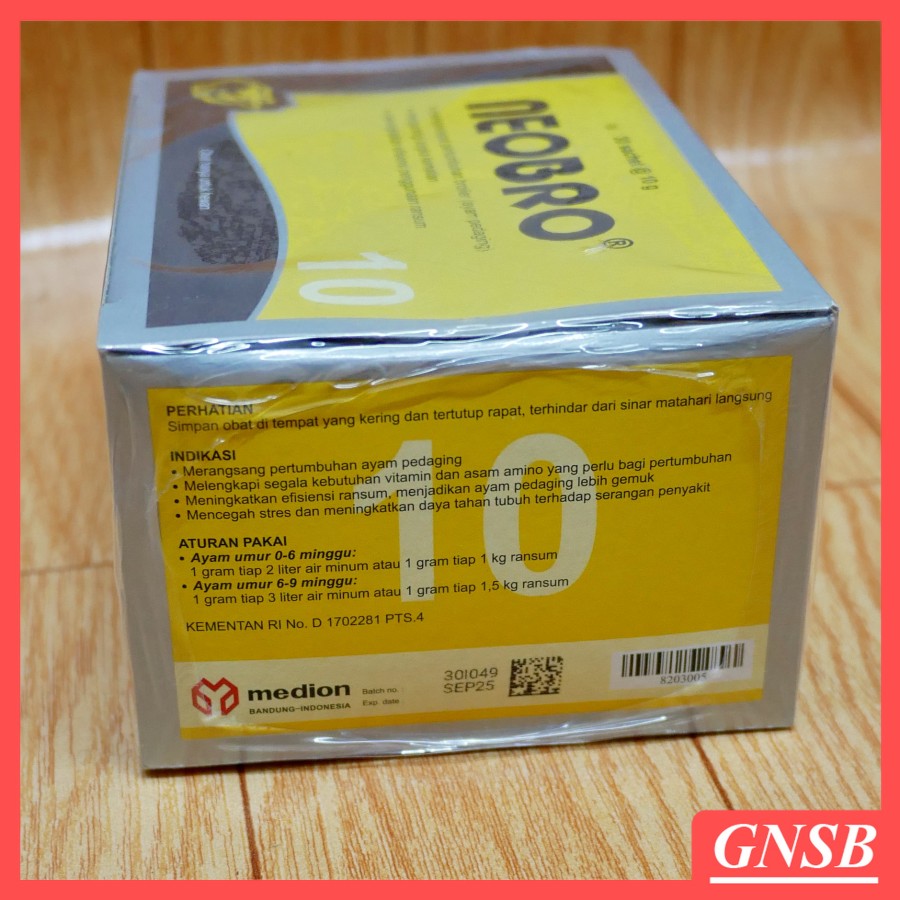 NEOBRO®
10
isi : 30 sachet @ 10 g
PERHATIAN
Simpan obat di tempat yang kering dan tertutup rapat, terhindar dari sinar matahari langsung
INDIKASI
• Merangsang pertumbuhan ayam pedaging
• Melengkapi segala kebutuhan vitamin dan asam amino yang perlu bagi pertumbuhan
• Meningkatkan efisiensi ransum, menjadikan ayam pedaging lebih gemuk
• Mencegah stres dan meningkatkan daya tahan tubuh terhadap serangan penyakit
10
ATURAN PAKAI
• Ayam umur 0-6 minggu:
1 gram tiap 2 liter air minum atau 1 gram tiap 1 kg ransum
• Ayam umur 6-9 minggu:
1 gram tiap 3 liter air minum atau 1 gram tiap 1,5 kg ransum
KEMENTAN RI No. D 1702281 PTS.4
medion
BANDUNG-INDONESIA
Batch no. : 30I049
Exp. date : SEP25
8203005
GNSB